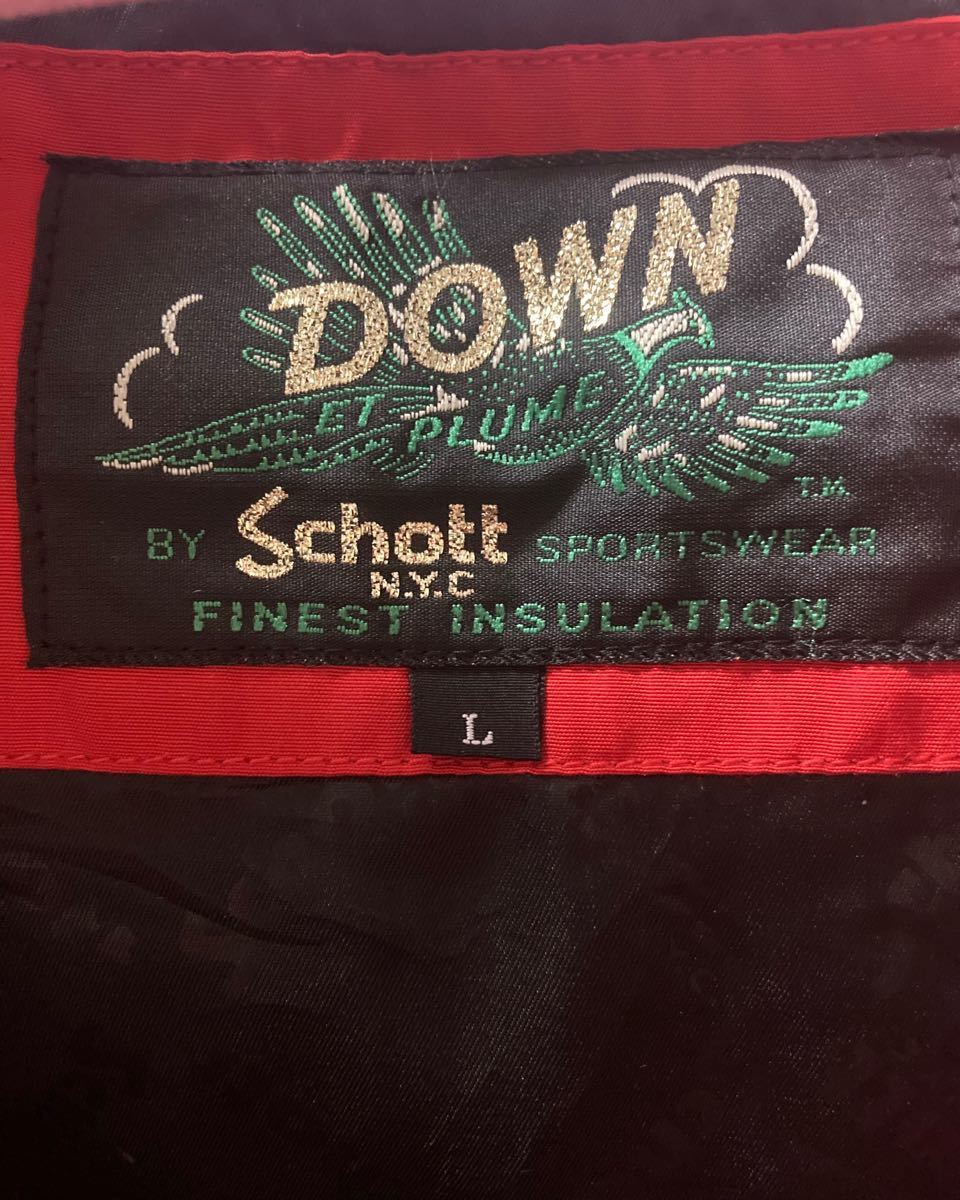 DOWN
ET PLUME
T.M.
BY Schott SPORTSWEAR
N.Y.C
FINEST INSULATION
L